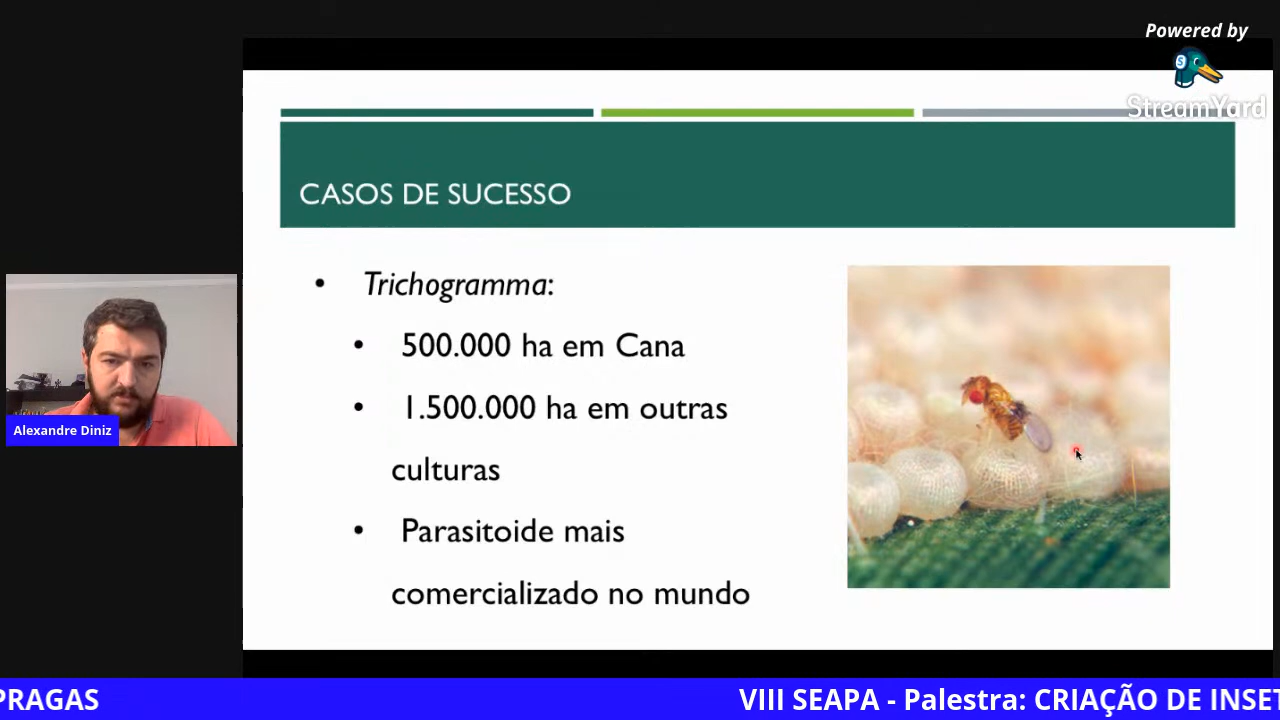 Powered by
StreamYard
CASOS DE SUCESSO
• Trichogramma:
• 500.000 ha em Cana
• 1.500.000 ha em outras
culturas
• Parasitoide mais
comercializado no mundo
Alexandre Diniz
PRAGAS
VIII SEAPA - Palestra: CRIAÇÃO DE INSET